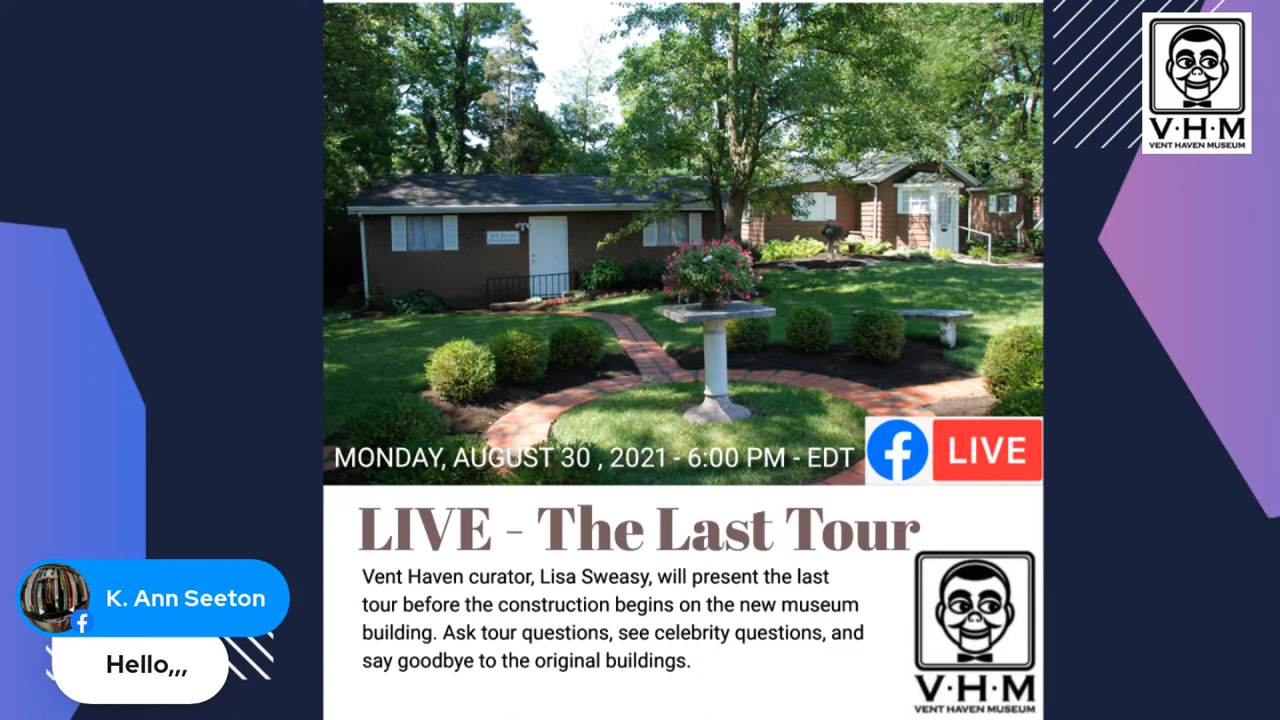 V·H·M
VENT HAVEN MUSEUM
MONDAY, AUGUST 30 , 2021 - 6:00 PM - EDT
LIVE
LIVE - The Last Tour
Vent Haven curator, Lisa Sweasy, will present the last
tour before the construction begins on the new museum
building. Ask tour questions, see celebrity questions, and
say goodbye to the original buildings.
V·H·M
VENT HAVEN MUSEUM
K. Ann Seeton
Hello,,,